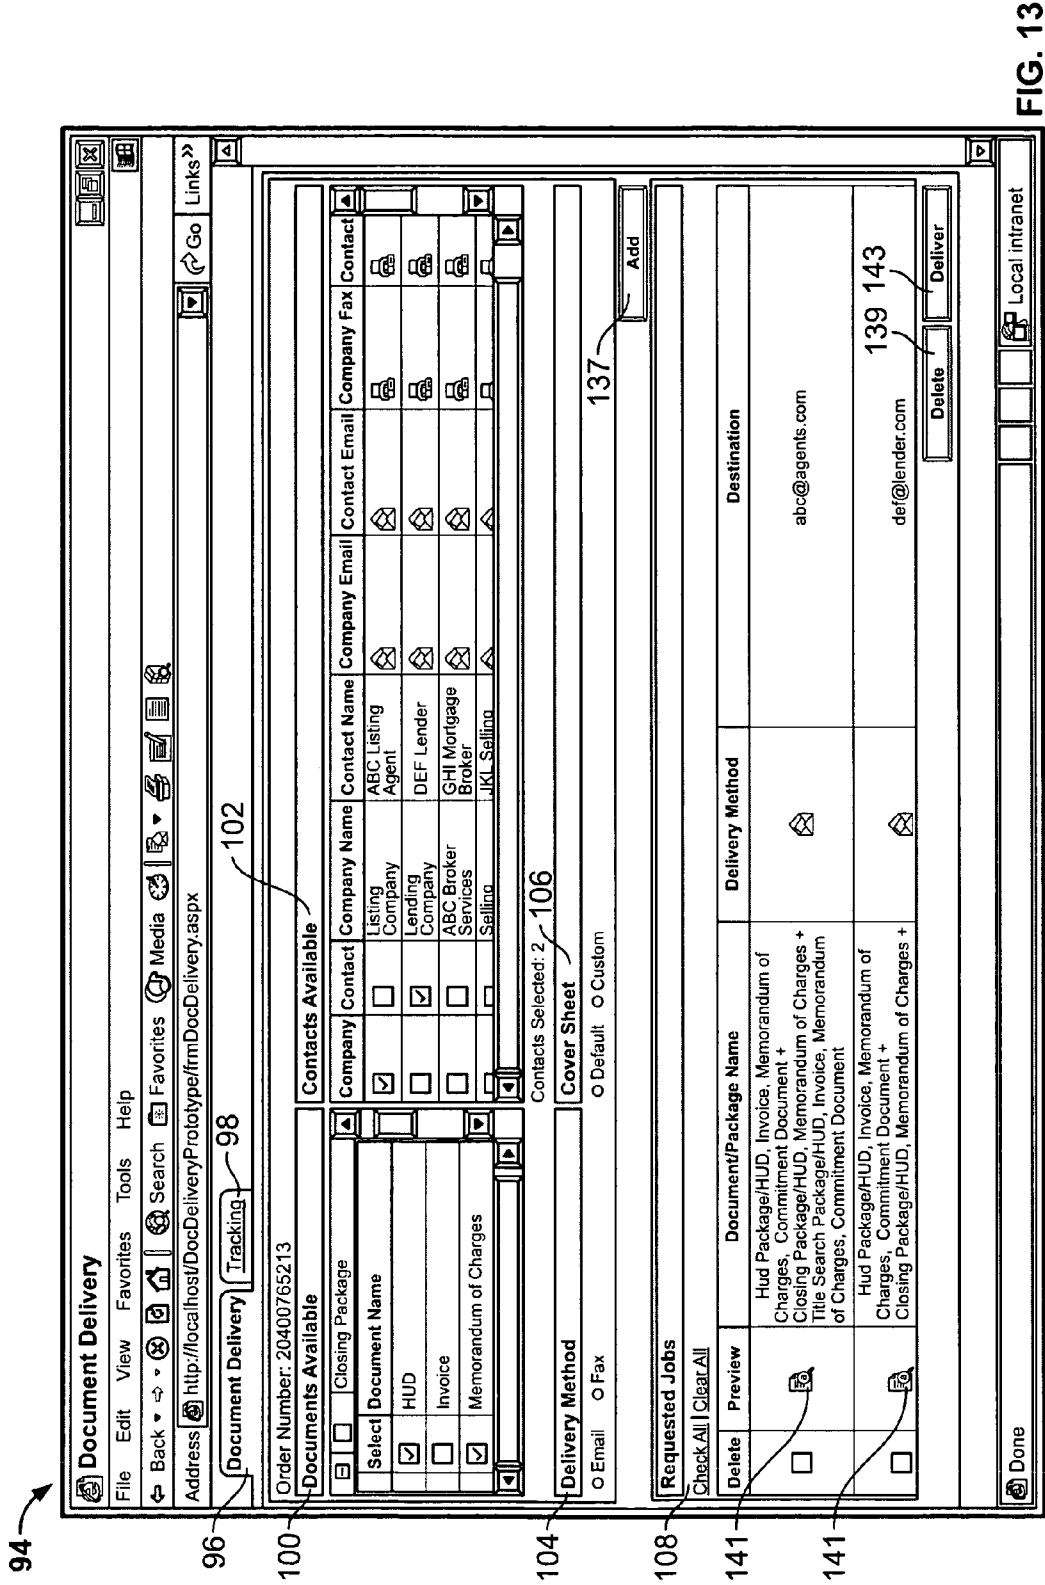 94
Document Delivery
File Edit View Favorites Tools Help
Back Search Favorites Media
Address http://localhost/DocDeliveryPrototype/frmDocDelivery.aspx Go Links »
96
Document Delivery Tracking 98
100
Order Number: 20400765213
Documents Available
Closing Package
Select Document Name
HUD
Invoice
Memorandum of Charges
102
Contacts Available
Company Contact Company Name Contact Name Company Email Contact Email Company Fax Contact
Listing Company ABC Listing Agent
Lending Company DEF Lender
ABC Broker Services GHI Mortgage Broker
Selling JKL Selling
Contacts Selected: 2
106
104
Delivery Method
Email Fax
Cover Sheet
Default Custom
137
Add
108
Requested Jobs
Check All | Clear All
Delete Preview Document/Package Name Delivery Method Destination
141
Hud Package/HUD, Invoice, Memorandum of
Charges, Commitment Document +
Closing Package/HUD, Memorandum of Charges +
Title Search Package/HUD, Invoice, Memorandum
of Charges, Commitment Document
abc@agents.com
141
Hud Package/HUD, Invoice, Memorandum of
Charges, Commitment Document +
Closing Package/HUD, Memorandum of Charges +
def@lender.com
139 143
Delete Deliver
Done Local intranet
FIG. 13